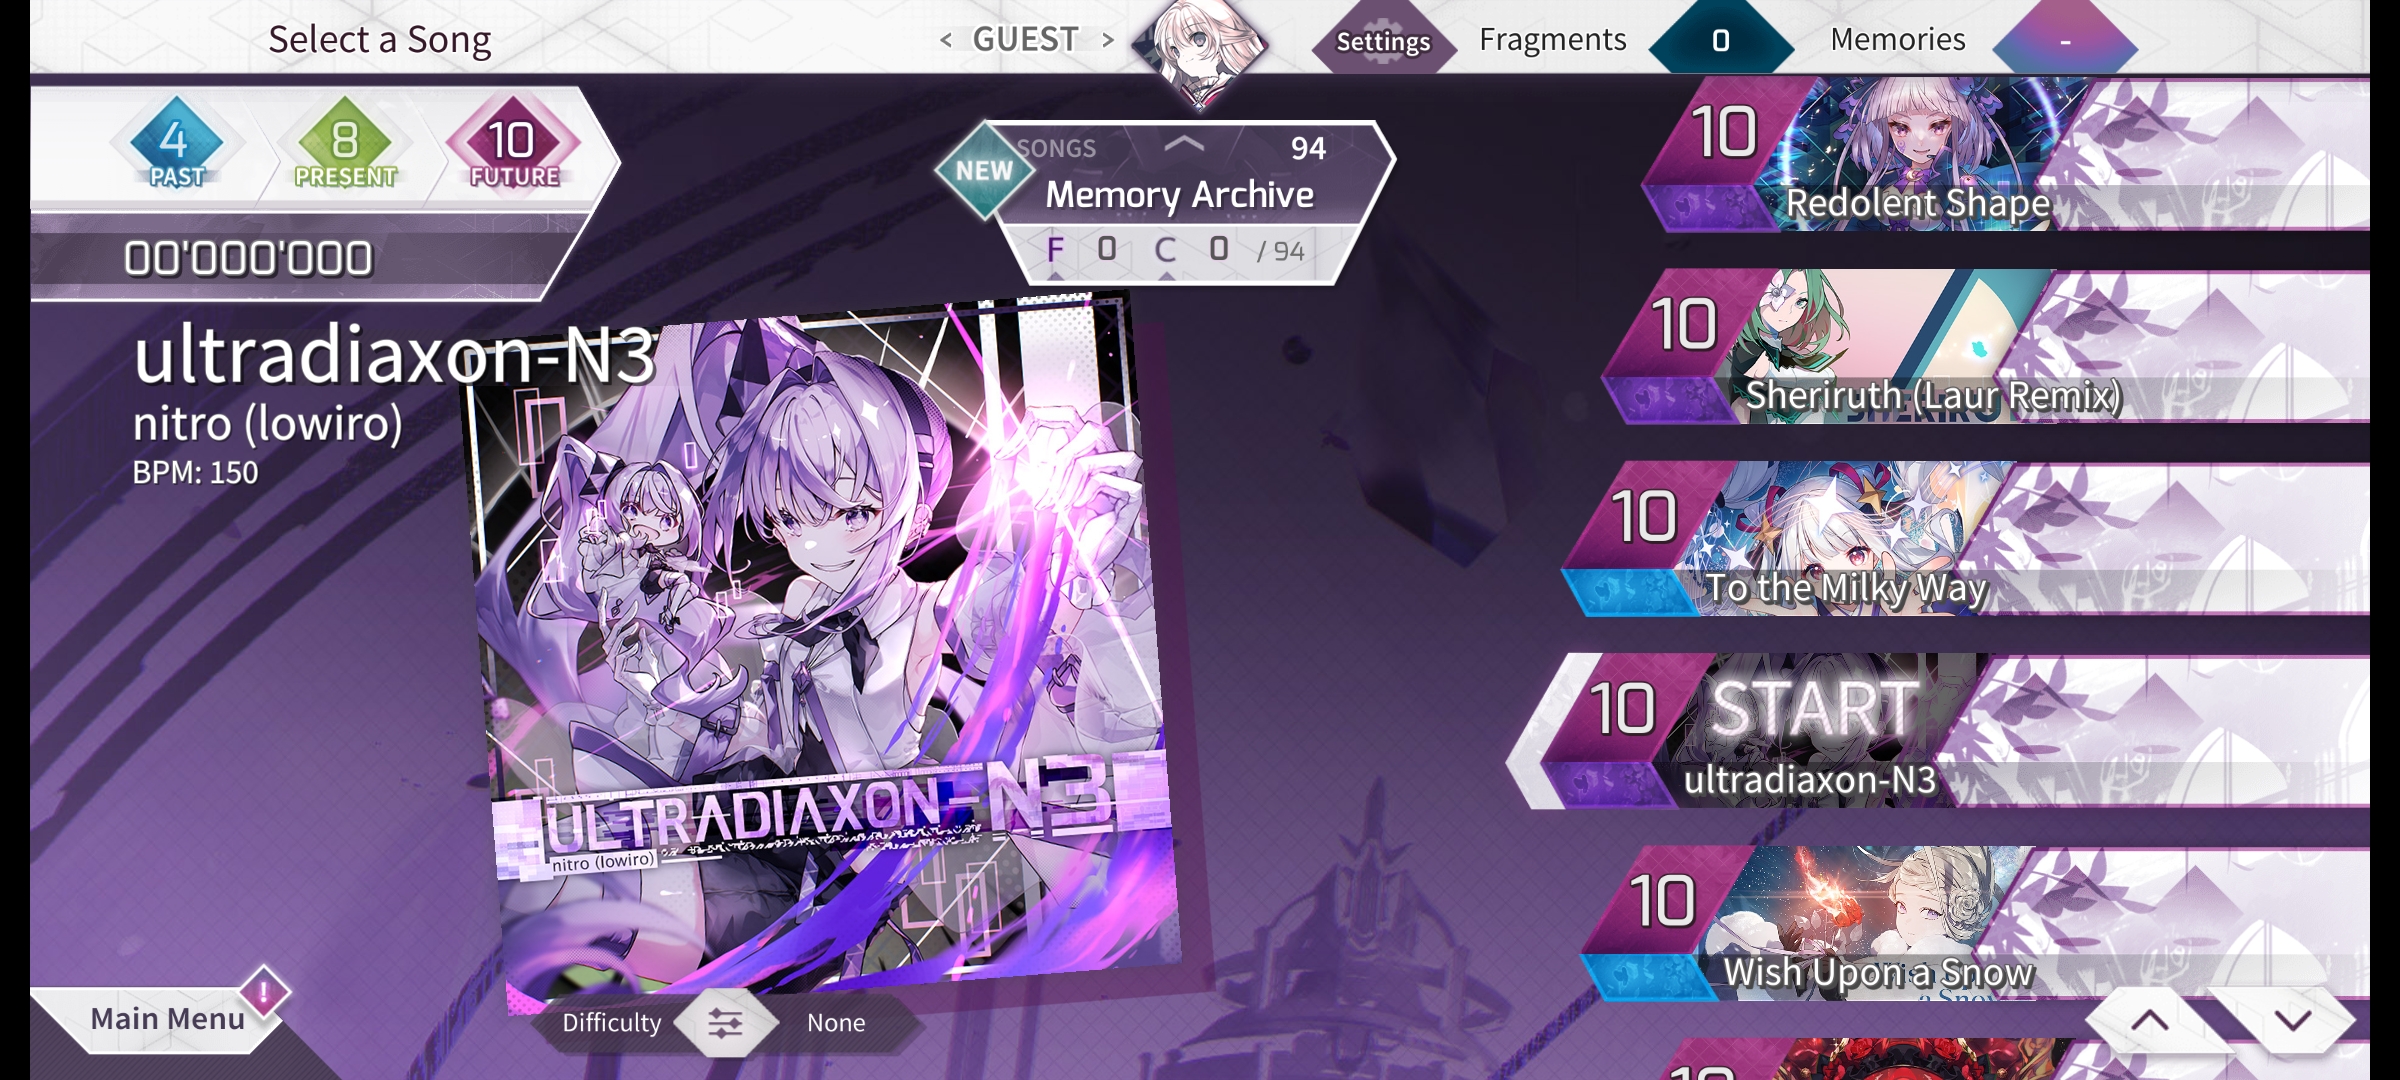 Select a Song
< GUEST >
Settings
Fragments
0
Memories
-
4
PAST
8
PRESENT
10
FUTURE
00'000'000
NEW
SONGS
94
Memory Archive
F 0 C 0 / 94
ultradiaxon-N3
nitro (lowiro)
BPM: 150
ULTRADIAXON-N3
nitro (lowiro)
10
Redolent Shape
10
Sheriruth (Laur Remix)
10
To the Milky Way
10
START
ultradiaxon-N3
10
Wish Upon a Snow
10
Main Menu
!
Difficulty
None